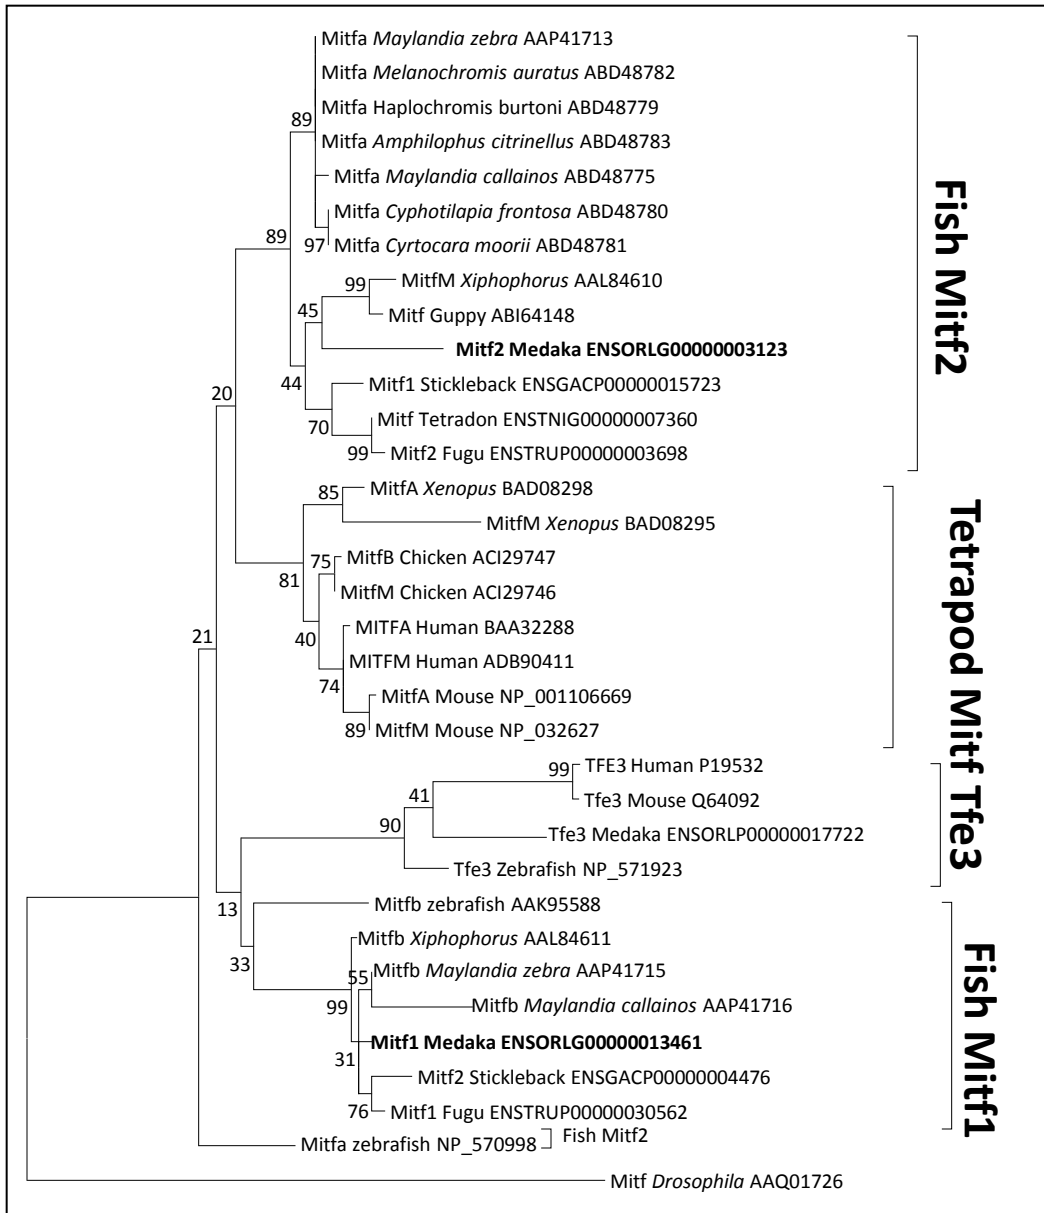 Mitfa Maylandia zebra AAP41713
Mitfa Melanochromis auratus ABD48782
Mitfa Haplochromis burtoni ABD48779
89
Mitfa Amphilophus citrinellus ABD48783
Mitfa Maylandia callainos ABD48775
Mitfa Cyphotilapia frontosa ABD48780
89
97
Mitfa Cyrtocara moorii ABD48781
MitfM Xiphophorus AAL84610
99
45
Mitf Guppy ABI64148
Mitf2 Medaka ENSORLG00000003123
44
Mitf1 Stickleback ENSGACP00000015723
20
Mitf Tetradon ENSTNIG00000007360
70
99
Mitf2 Fugu ENSTRUP00000003698
Fish Mitf2
MitfA Xenopus BAD08298
85
MitfM Xenopus BAD08295
MitfB Chicken ACI29747
75
81
MitfM Chicken ACI29746
MITFA Human BAA32288
21
40
MITFM Human ADB90411
74
MitfA Mouse NP_001106669
89
MitfM Mouse NP_032627
Tetrapod Mitf
TFE3 Human P19532
99
41
Tfe3 Mouse Q64092
90
Tfe3 Medaka ENSORLP00000017722
Tfe3 Zebrafish NP_571923
Tfe3
13
Mitfb zebrafish AAK95588
Mitfb Xiphophorus AAL84611
33
55
Mitfb Maylandia zebra AAP41715
99
Mitfb Maylandia callainos AAP41716
Mitf1 Medaka ENSORLG00000013461
31
Mitf2 Stickleback ENSGACP00000004476
76
Mitf1 Fugu ENSTRUP00000030562
Fish Mitf1
Mitfa zebrafish NP_570998
Fish Mitf2
Mitf Drosophila AAQ01726